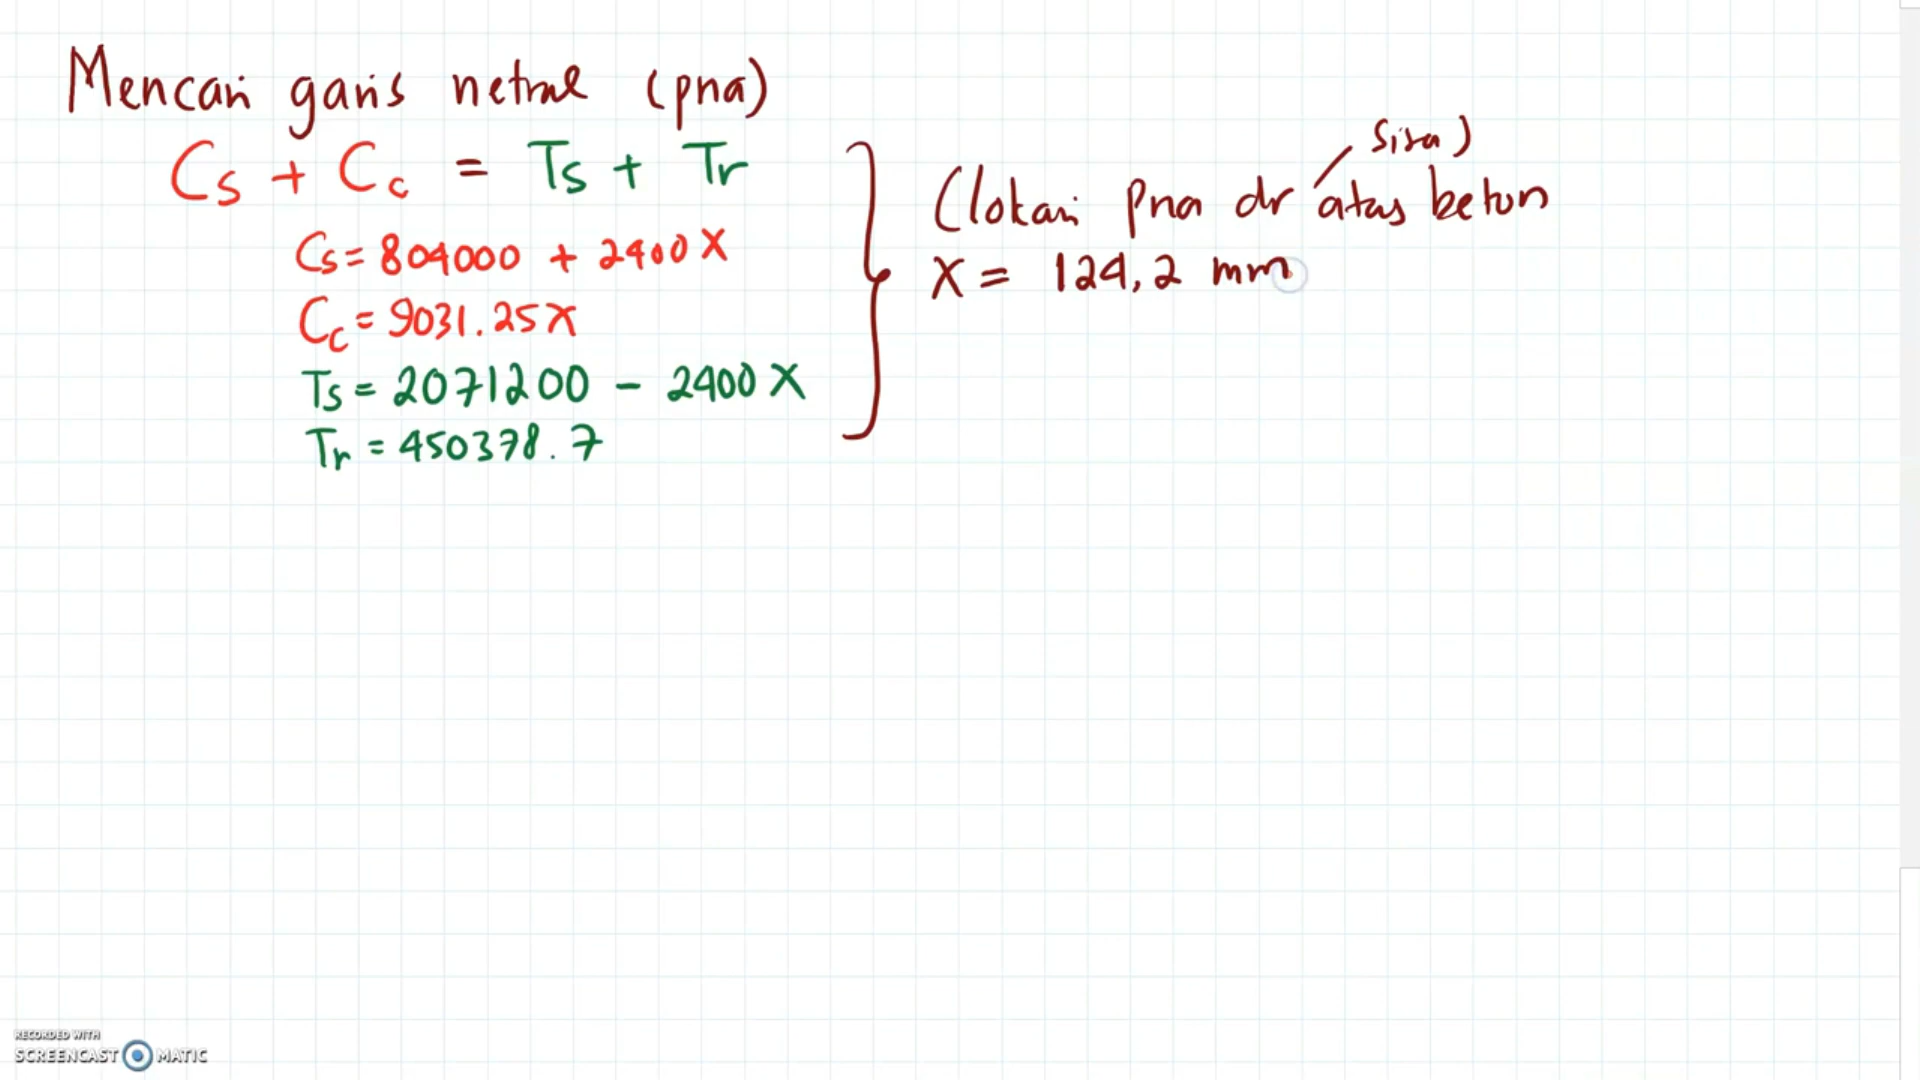 Mencari garis netral (pna)
Cs + Cc = Ts + Tr
Cs = 804000 + 2400 X
Cc = 9031.25X
Ts = 2071200 - 2400 X
Tr = 450378.7
sisa)
(lokasi pna dr atas beton
X = 124,2 mm
RECORDED WITH
SCREENCAST MATIC